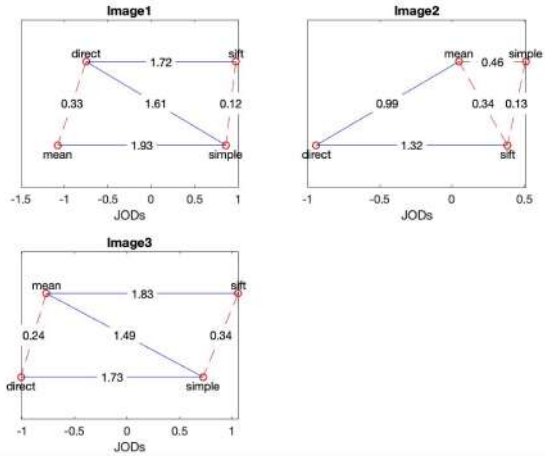 Image1
direct sift
1.72
0.33 1.61 0.12
1.93
mean simple
-1.5 -1 -0.5 0 0.5 1
JODs
Image2
mean simple
0.46
0.99 0.34 0.13
1.32
direct sift
-1 -0.5 0 0.5
JODs
Image3
mean sift
1.83
0.24 1.49 0.34
1.73
direct simple
-1 -0.5 0 0.5 1
JODs